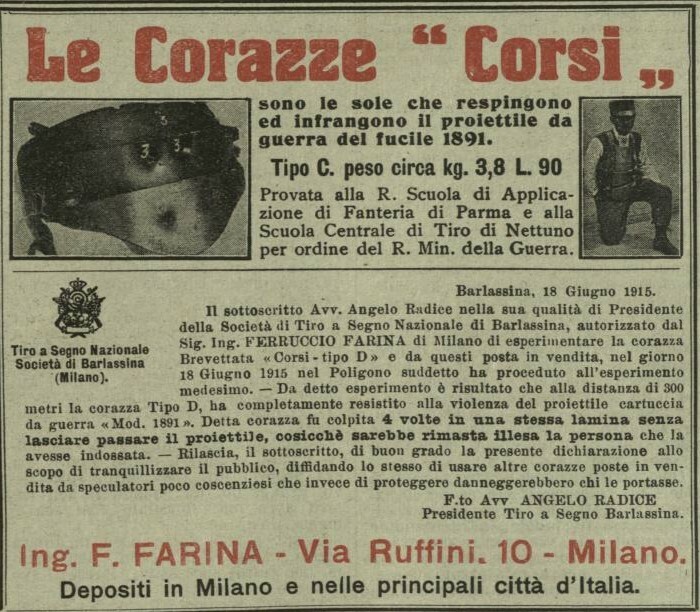 Le Corazze “ Corsi „
sono le sole che respingono
ed infrangono il proiettile da
guerra del fucile 1891.
Tipo C. peso circa kg. 3,8 L. 90
Provata alla R. Scuola di Applica-
zione di Fanteria di Parma e alla
Scuola Centrale di Tiro di Nettuno
per ordine del R. Min. della Guerra.
3
3 3
Tiro a Segno Nazionale
Società di Barlassina
(Milano).
Barlassina, 18 Giugno 1915.
Il sottoscritto Avv. Angelo Radice nella sua qualità di Presidente
della Società di Tiro a Segno Nazionale di Barlassina, autorizzato dal
Sig. Ing. FERRUCCIO FARINA di Milano di esperimentare la corazza
Brevettata «Corsi - tipo D» e da questi posta in vendita, nel giorno
18 Giugno 1915 nel Poligono suddetto ha proceduto all'esperimento
medesimo. — Da detto esperimento è risultato che alla distanza di 300
metri la corazza Tipo D, ha completamente resistito alla violenza del proiettile cartuccia
da guerra «Mod. 1891». Detta corazza fu colpita 4 volte in una stessa lamina senza
lasciare passare il proiettile, cosicchè sarebbe rimasta illesa la persona che la
avesse indossata. — Rilascia, il sottoscritto, di buon grado la presente dichiarazione allo
scopo di tranquillizzare il pubblico, diffidando lo stesso di usare altre corazze poste in ven-
dita da speculatori poco coscenziosi che invece di proteggere danneggerebbero chi le portasse.
F.to Avv ANGELO RADICE
Presidente Tiro a Segno Barlassina.
Ing. F. FARINA - Via Ruffini. 10 - Milano.
Depositi in Milano e nelle principali città d'Italia.